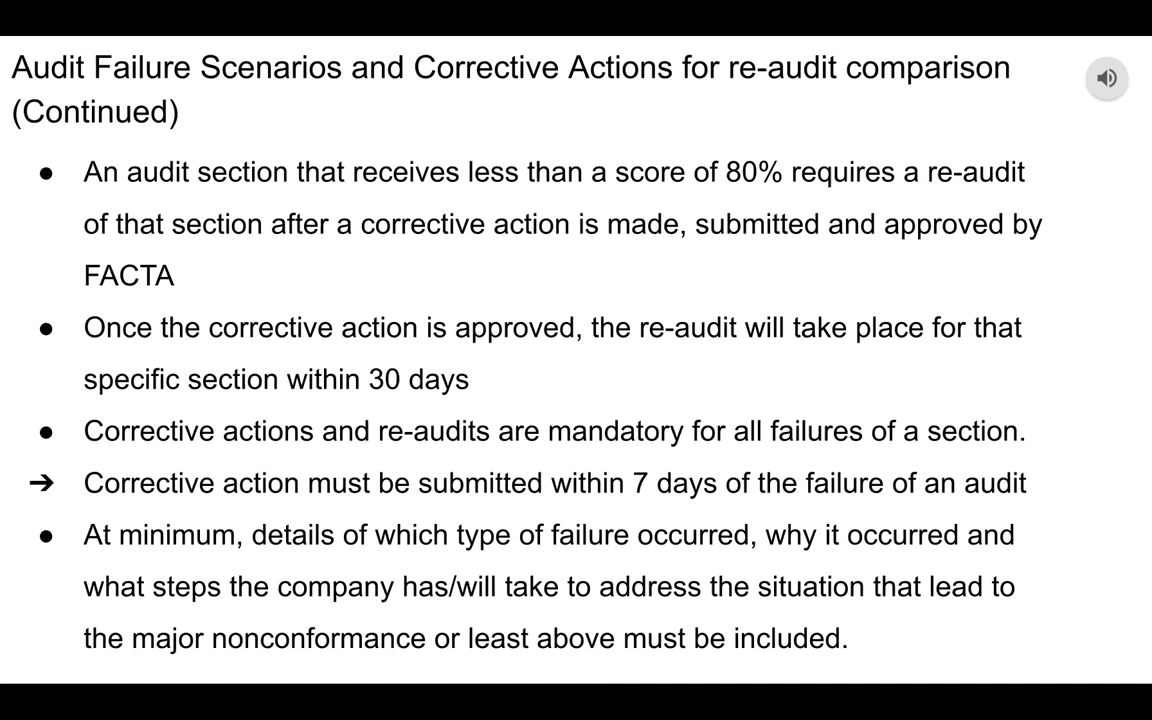 Audit Failure Scenarios and Corrective Actions for re-audit comparison
(Continued)
● An audit section that receives less than a score of 80% requires a re-audit
of that section after a corrective action is made, submitted and approved by
FACTA
● Once the corrective action is approved, the re-audit will take place for that
specific section within 30 days
● Corrective actions and re-audits are mandatory for all failures of a section.
➔ Corrective action must be submitted within 7 days of the failure of an audit
● At minimum, details of which type of failure occurred, why it occurred and
what steps the company has/will take to address the situation that lead to
the major nonconformance or least above must be included.